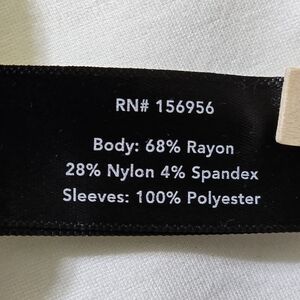 RN# 156956
Body: 68% Rayon
28% Nylon 4% Spandex
Sleeves: 100% Polyester